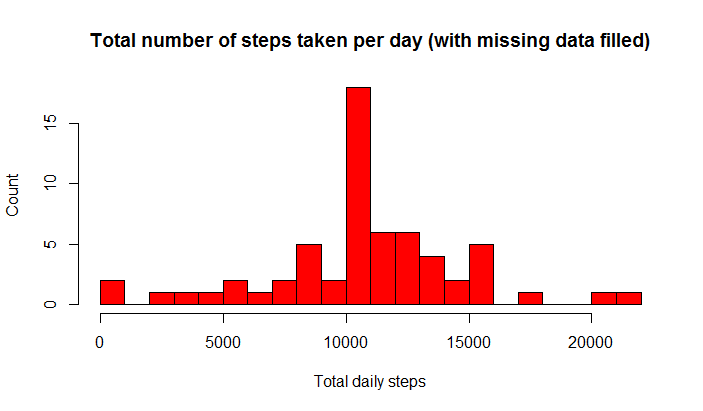 Total number of steps taken per day (with missing data filled)
Count
15
10
5
0
0 5000 10000 15000 20000
Total daily steps